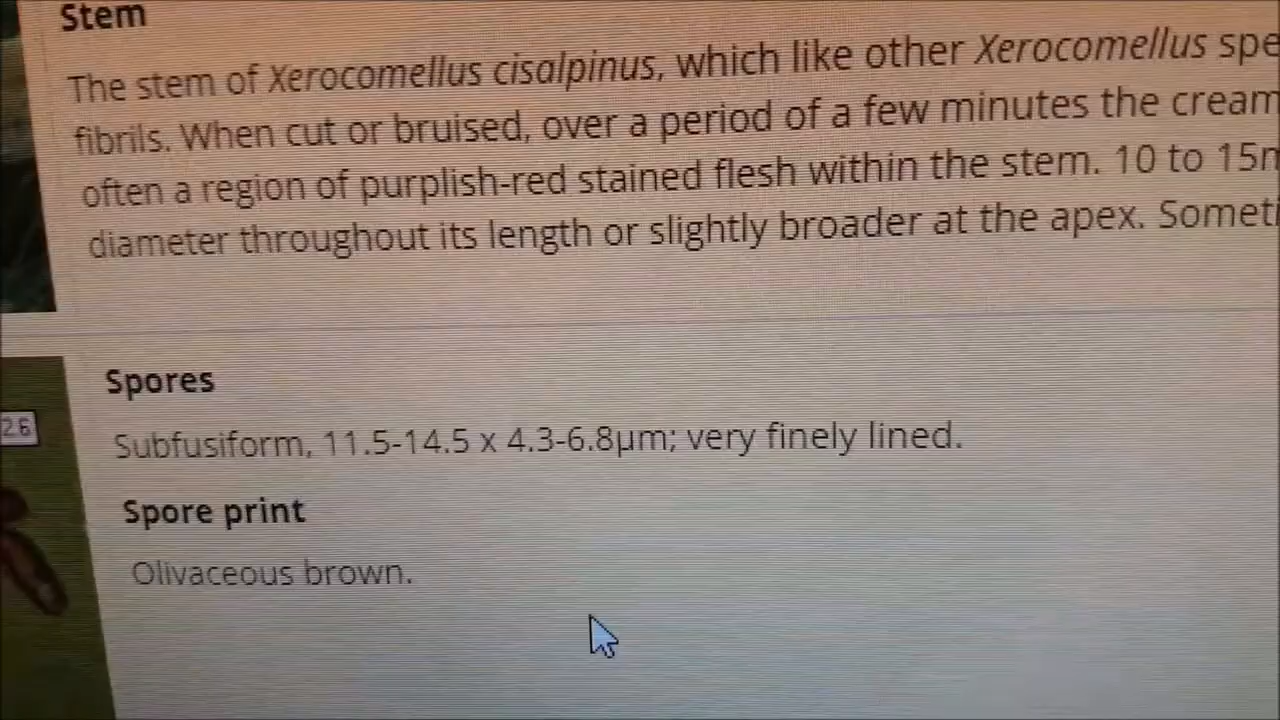 Stem
The stem of Xerocomellus cisalpinus, which like other Xerocomellus spe
fibrils. When cut or bruised, over a period of a few minutes the cream
often a region of purplish-red stained flesh within the stem. 10 to 15m
diameter throughout its length or slightly broader at the apex. Someti
Spores
26
Subfusiform, 11.5-14.5 x 4.3-6.8µm; very finely lined.
Spore print
Olivaceous brown.